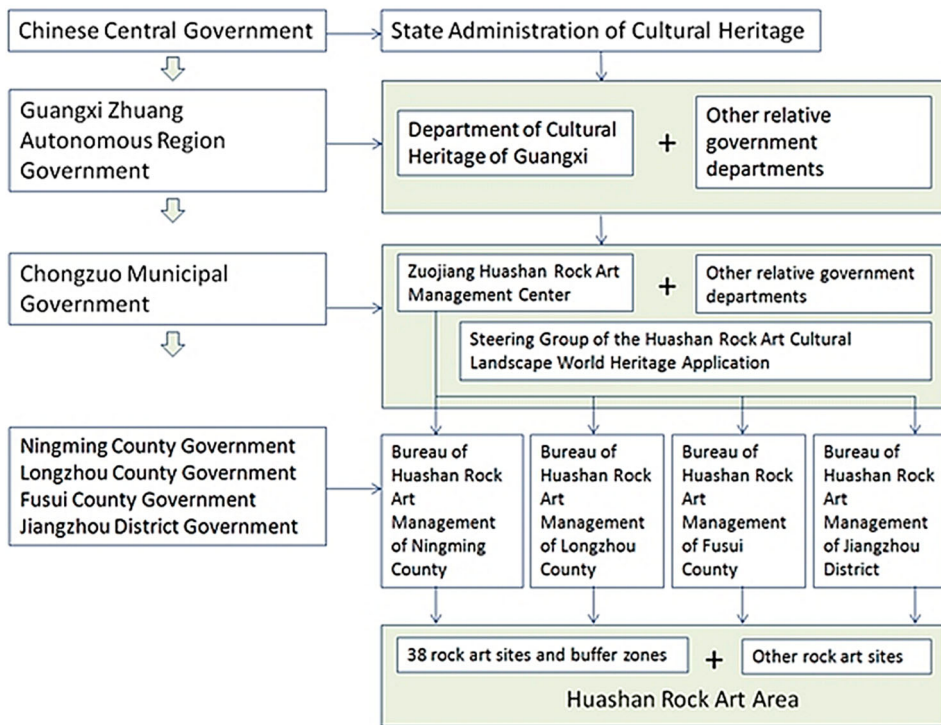 Chinese Central Government
State Administration of Cultural Heritage
Guangxi Zhuang
Autonomous Region
Government
Department of Cultural
Heritage of Guangxi
+
Other relative
government
departments
Chongzuo Municipal
Government
Zuojiang Huashan Rock Art
Management Center
+
Other relative government
departments
Steering Group of the Huashan Rock Art Cultural
Landscape World Heritage Application
Ningming County Government
Longzhou County Government
Fusui County Government
Jiangzhou District Government
Bureau of
Huashan Rock
Art
Management
of Ningming
County
Bureau of
Huashan Rock
Art
Management
of Longzhou
County
Bureau of
Huashan Rock
Art
Management
of Fusui
County
Bureau of
Huashan Rock
Art
Management
of Jiangzhou
District
38 rock art sites and buffer zones
+
Other rock art sites
Huashan Rock Art Area